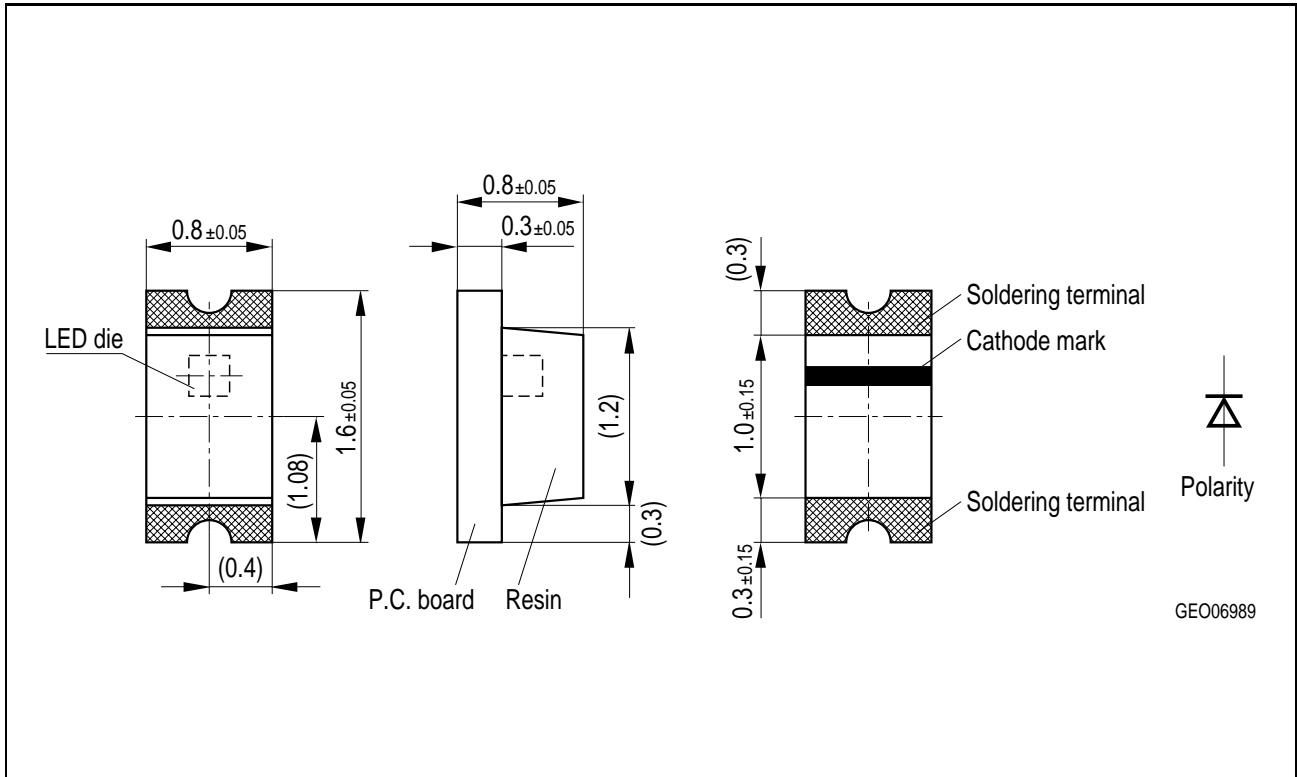 0.8±0.05
LED die
1.6±0.05
(1.08)
(0.4)
0.8±0.05
0.3±0.05
(1.2)
(0.3)
P.C. board
Resin
(0.3)
1.0±0.15
0.3±0.15
Soldering terminal
Cathode mark
Soldering terminal
Polarity
GEO06989